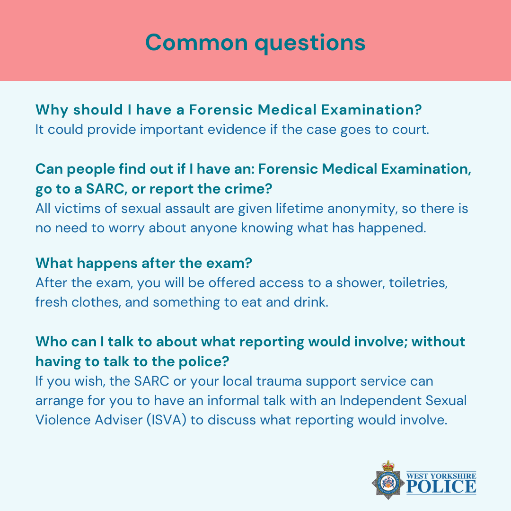 Common questions
Why should I have a Forensic Medical Examination?
It could provide important evidence if the case goes to court.
Can people find out if I have an: Forensic Medical Examination,
go to a SARC, or report the crime?
All victims of sexual assault are given lifetime anonymity, so there is
no need to worry about anyone knowing what has happened.
What happens after the exam?
After the exam, you will be offered access to a shower, toiletries,
fresh clothes, and something to eat and drink.
Who can I talk to about what reporting would involve; without
having to talk to the police?
If you wish, the SARC or your local trauma support service can
arrange for you to have an informal talk with an Independent Sexual
Violence Adviser (ISVA) to discuss what reporting would involve.
WEST YORKSHIRE
POLICE